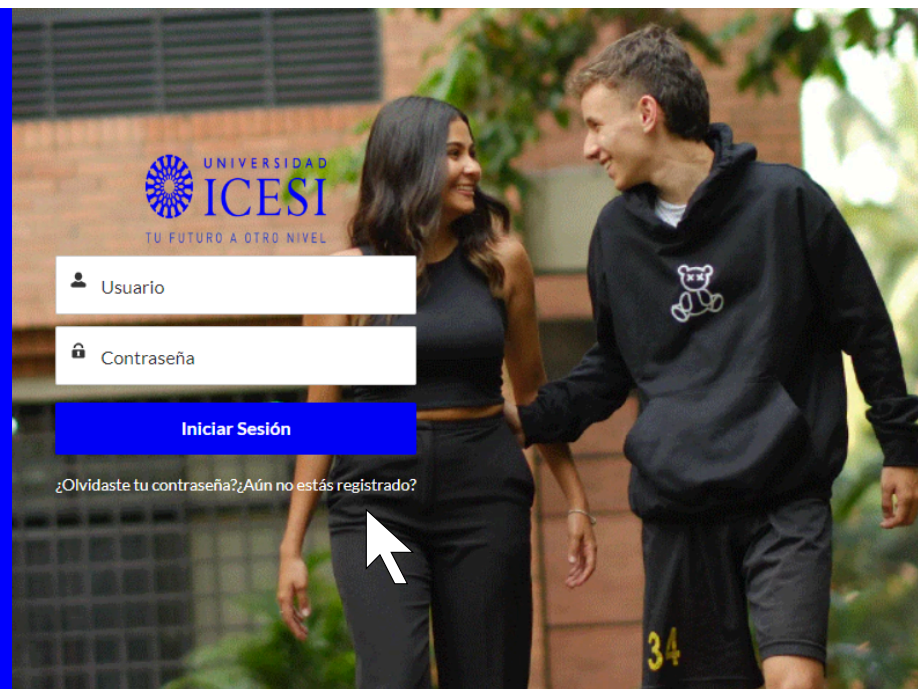 UNIVERSIDAD
ICESI
TU FUTURO A OTRO NIVEL
Usuario
Contraseña
Iniciar Sesión
¿Olvidaste tu contraseña?¿Aún no estás registrado?
34